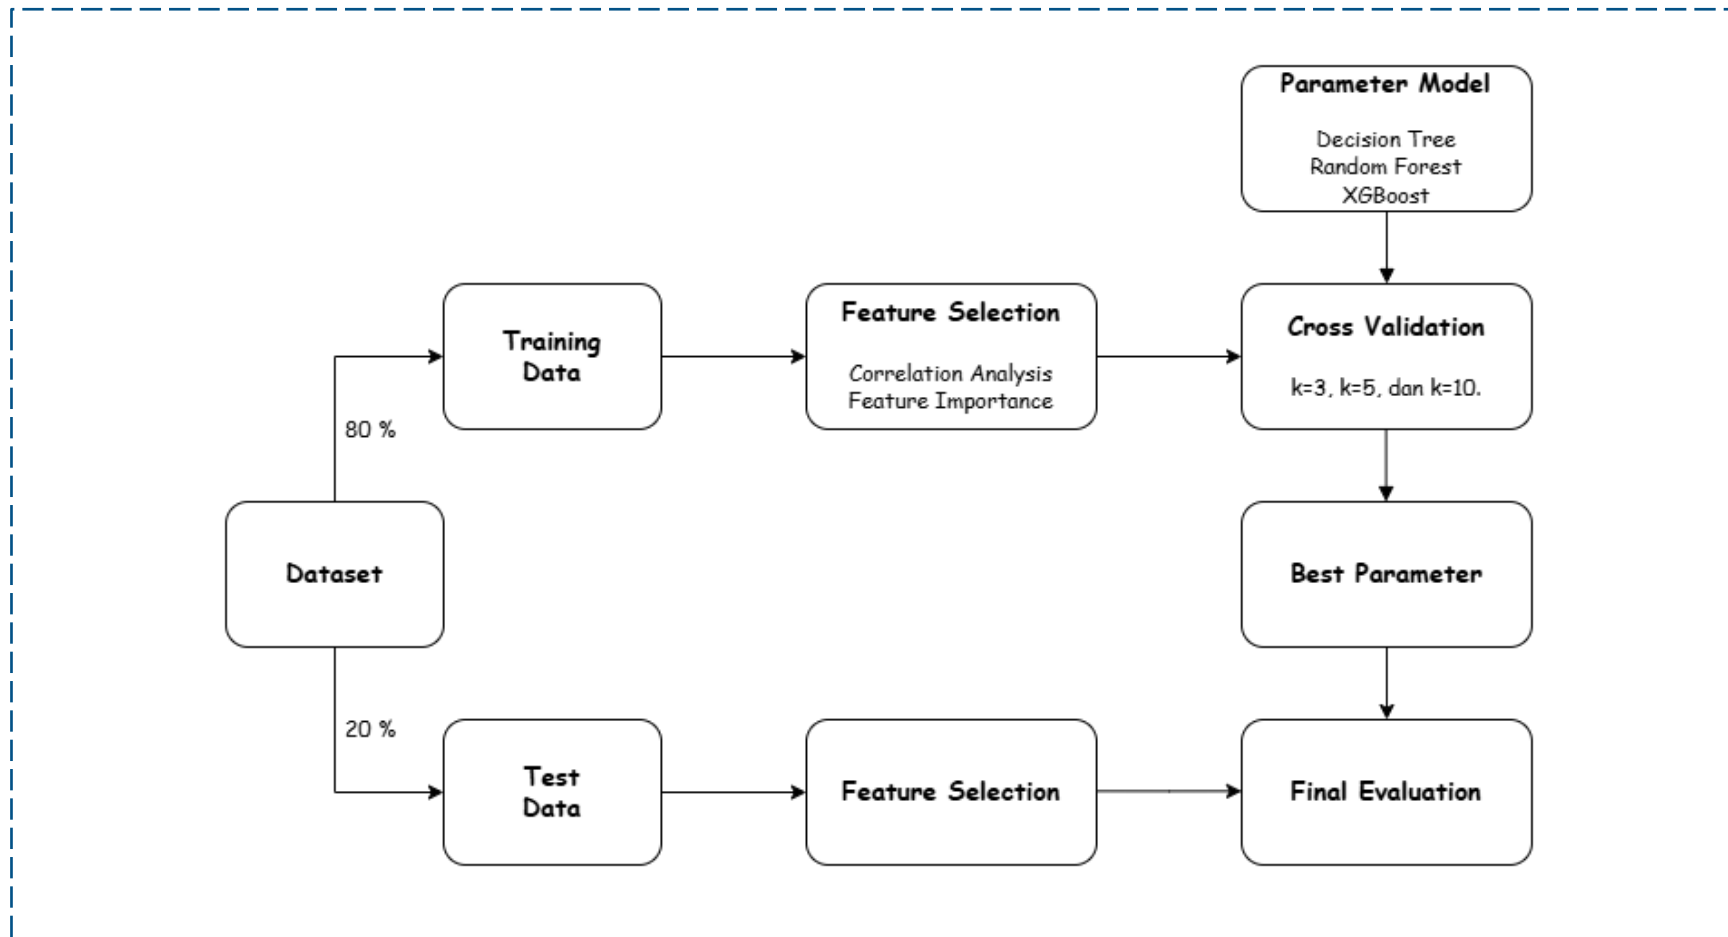 Parameter Model
Decision Tree
Random Forest
XGBoost
Training
Data
Feature Selection
Correlation Analysis
Feature Importance
Cross Validation
k=3, k=5, dan k=10.
80 %
Dataset
Best Parameter
20 %
Test
Data
Feature Selection
Final Evaluation